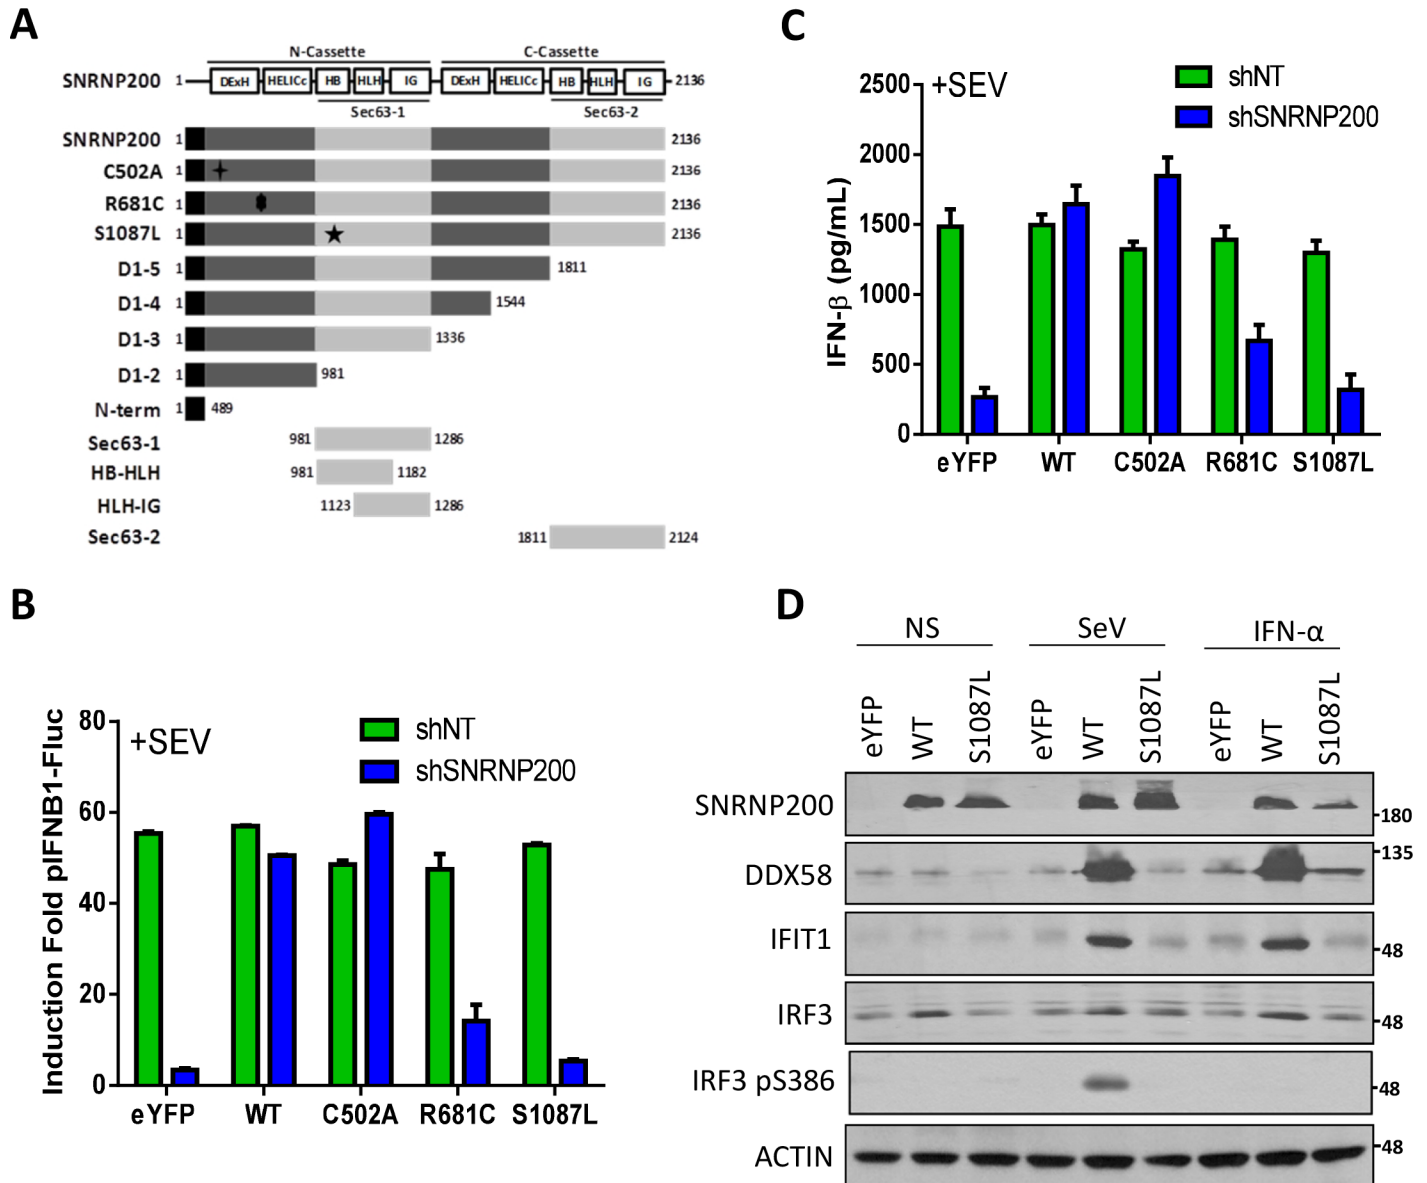 A
N-Cassette C-Cassette
SNRNP200 1 DExH HELICc HB HLH IG DExH HELICc HB HLH IG 2136
Sec63-1 Sec63-2
SNRNP200 1 2136
C502A 1 2136
R681C 1 2136
S1087L 1 2136
D1-5 1 1811
D1-4 1 1544
D1-3 1 1336
D1-2 1 981
N-term 1 489
Sec63-1 981 1286
HB-HLH 981 1182
HLH-IG 1123 1286
Sec63-2 1811 2124
B
Induction Fold pIFNB1-Fluc
+SEV
shNT
shSNRNP200
80
60
40
20
0
eYFP WT C502A R681C S1087L
C
IFN-β (pg/mL)
+SEV
shNT
shSNRNP200
2500
2000
1500
1000
500
0
eYFP WT C502A R681C S1087L
D
NS SeV IFN-α
eYFP WT S1087L eYFP WT S1087L eYFP WT S1087L
SNRNP200 -180
DDX58 -135
IFIT1 -48
IRF3 -48
IRF3 pS386 -48
ACTIN -48